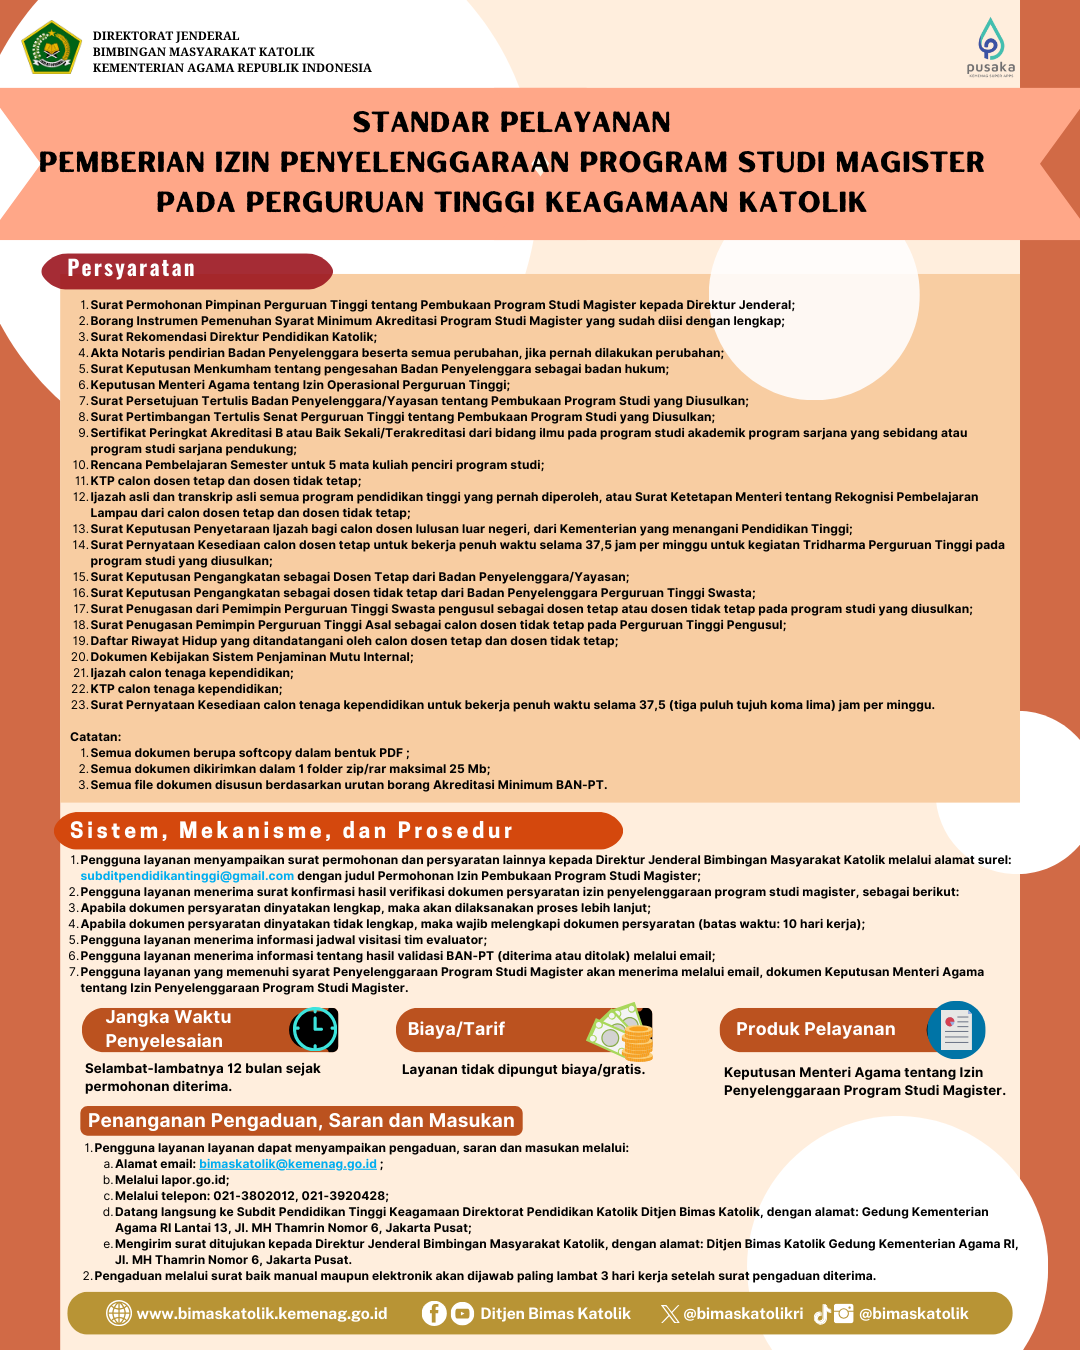 DIREKTORAT JENDERAL
BIMBINGAN MASYARAKAT KATOLIK
KEMENTERIAN AGAMA REPUBLIK INDONESIA
pusaka
KEMENAG SUPER APPS
STANDAR PELAYANAN
PEMBERIAN IZIN PENYELENGGARAAN PROGRAM STUDI MAGISTER
PADA PERGURUAN TINGGI KEAGAMAAN KATOLIK
Persyaratan
1. Surat Permohonan Pimpinan Perguruan Tinggi tentang Pembukaan Program Studi Magister kepada Direktur Jenderal;
2. Borang Instrumen Pemenuhan Syarat Minimum Akreditasi Program Studi Magister yang sudah diisi dengan lengkap;
3. Surat Rekomendasi Direktur Pendidikan Katolik;
4. Akta Notaris pendirian Badan Penyelenggara beserta semua perubahan, jika pernah dilakukan perubahan;
5. Surat Keputusan Menkumham tentang pengesahan Badan Penyelenggara sebagai badan hukum;
6. Keputusan Menteri Agama tentang Izin Operasional Perguruan Tinggi;
7. Surat Persetujuan Tertulis Badan Penyelenggara/Yayasan tentang Pembukaan Program Studi yang Diusulkan;
8. Surat Pertimbangan Tertulis Senat Perguruan Tinggi tentang Pembukaan Program Studi yang Diusulkan;
9. Sertifikat Peringkat Akreditasi B atau Baik Sekali/Terakreditasi dari bidang ilmu pada program studi akademik program sarjana yang sebidang atau
program studi sarjana pendukung;
10. Rencana Pembelajaran Semester untuk 5 mata kuliah penciri program studi;
11. KTP calon dosen tetap dan dosen tidak tetap;
12. Ijazah asli dan transkrip asli semua program pendidikan tinggi yang pernah diperoleh, atau Surat Ketetapan Menteri tentang Rekognisi Pembelajaran
Lampau dari calon dosen tetap dan dosen tidak tetap;
13. Surat Keputusan Penyetaraan Ijazah bagi calon dosen lulusan luar negeri, dari Kementerian yang menangani Pendidikan Tinggi;
14. Surat Pernyataan Kesediaan calon dosen tetap untuk bekerja penuh waktu selama 37,5 jam per minggu untuk kegiatan Tridharma Perguruan Tinggi pada
program studi yang diusulkan;
15. Surat Keputusan Pengangkatan sebagai Dosen Tetap dari Badan Penyelenggara/Yayasan;
16. Surat Keputusan Pengangkatan sebagai dosen tidak tetap dari Badan Penyelenggara Perguruan Tinggi Swasta;
17. Surat Penugasan dari Pemimpin Perguruan Tinggi Swasta pengusul sebagai dosen tetap atau dosen tidak tetap pada program studi yang diusulkan;
18. Surat Penugasan Pemimpin Perguruan Tinggi Asal sebagai calon dosen tidak tetap pada Perguruan Tinggi Pengusul;
19. Daftar Riwayat Hidup yang ditandatangani oleh calon dosen tetap dan dosen tidak tetap;
20. Dokumen Kebijakan Sistem Penjaminan Mutu Internal;
21. Ijazah calon tenaga kependidikan;
22. KTP calon tenaga kependidikan;
23. Surat Pernyataan Kesediaan calon tenaga kependidikan untuk bekerja penuh waktu selama 37,5 (tiga puluh tujuh koma lima) jam per minggu.
Catatan:
1. Semua dokumen berupa softcopy dalam bentuk PDF ;
2. Semua dokumen dikirimkan dalam 1 folder zip/rar maksimal 25 Mb;
3. Semua file dokumen disusun berdasarkan urutan borang Akreditasi Minimum BAN-PT.
Sistem, Mekanisme, dan Prosedur
1. Pengguna layanan menyampaikan surat permohonan dan persyaratan lainnya kepada Direktur Jenderal Bimbingan Masyarakat Katolik melalui alamat surel:
subditpendidikantinggi@gmail.com dengan judul Permohonan Izin Pembukaan Program Studi Magister;
2. Pengguna layanan menerima surat konfirmasi hasil verifikasi dokumen persyaratan izin penyelenggaraan program studi magister, sebagai berikut:
3. Apabila dokumen persyaratan dinyatakan lengkap, maka akan dilaksanakan proses lebih lanjut;
4. Apabila dokumen persyaratan dinyatakan tidak lengkap, maka wajib melengkapi dokumen persyaratan (batas waktu: 10 hari kerja);
5. Pengguna layanan menerima informasi jadwal visitasi tim evaluator;
6. Pengguna layanan menerima informasi tentang hasil validasi BAN-PT (diterima atau ditolak) melalui email;
7. Pengguna layanan yang memenuhi syarat Penyelenggaraan Program Studi Magister akan menerima melalui email, dokumen Keputusan Menteri Agama
tentang Izin Penyelenggaraan Program Studi Magister.
Jangka Waktu
Penyelesaian
Selambat-lambatnya 12 bulan sejak
permohonan diterima.
Biaya/Tarif
Layanan tidak dipungut biaya/gratis.
Produk Pelayanan
Keputusan Menteri Agama tentang Izin
Penyelenggaraan Program Studi Magister.
Penanganan Pengaduan, Saran dan Masukan
1. Pengguna layanan layanan dapat menyampaikan pengaduan, saran dan masukan melalui:
a. Alamat email: bimaskatolik@kemenag.go.id ;
b. Melalui lapor.go.id;
c. Melalui telepon: 021-3802012, 021-3920428;
d. Datang langsung ke Subdit Pendidikan Tinggi Keagamaan Direktorat Pendidikan Katolik Ditjen Bimas Katolik, dengan alamat: Gedung Kementerian
Agama RI Lantai 13, Jl. MH Thamrin Nomor 6, Jakarta Pusat;
e. Mengirim surat ditujukan kepada Direktur Jenderal Bimbingan Masyarakat Katolik, dengan alamat: Ditjen Bimas Katolik Gedung Kementerian Agama RI,
Jl. MH Thamrin Nomor 6, Jakarta Pusat.
2. Pengaduan melalui surat baik manual maupun elektronik akan dijawab paling lambat 3 hari kerja setelah surat pengaduan diterima.
www.bimaskatolik.kemenag.go.id Ditjen Bimas Katolik @bimaskatolikri @bimaskatolik